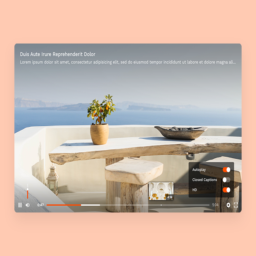 Duis Aute Irure Reprehenderit Dolor
Lorem ipsum dolor sit amet, consectetur adipisicing elit, sed do eiusmod tempor incididunt ut labore et dolore magna ali...
Autoplay
Closed Captions
HD